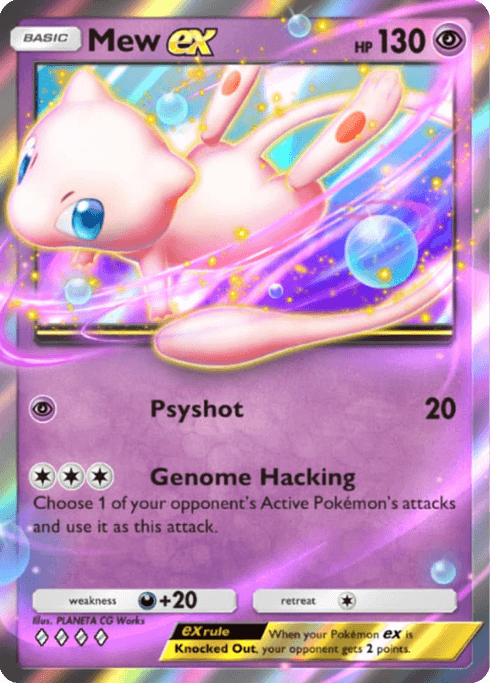 BASIC Mew ex HP 130
Psyshot 20
Genome Hacking
Choose 1 of your opponent's Active Pokémon's attacks
and use it as this attack.
weakness +20 retreat
Illus. PLANETA CG Works
ex rule When your Pokémon ex is
Knocked Out, your opponent gets 2 points.